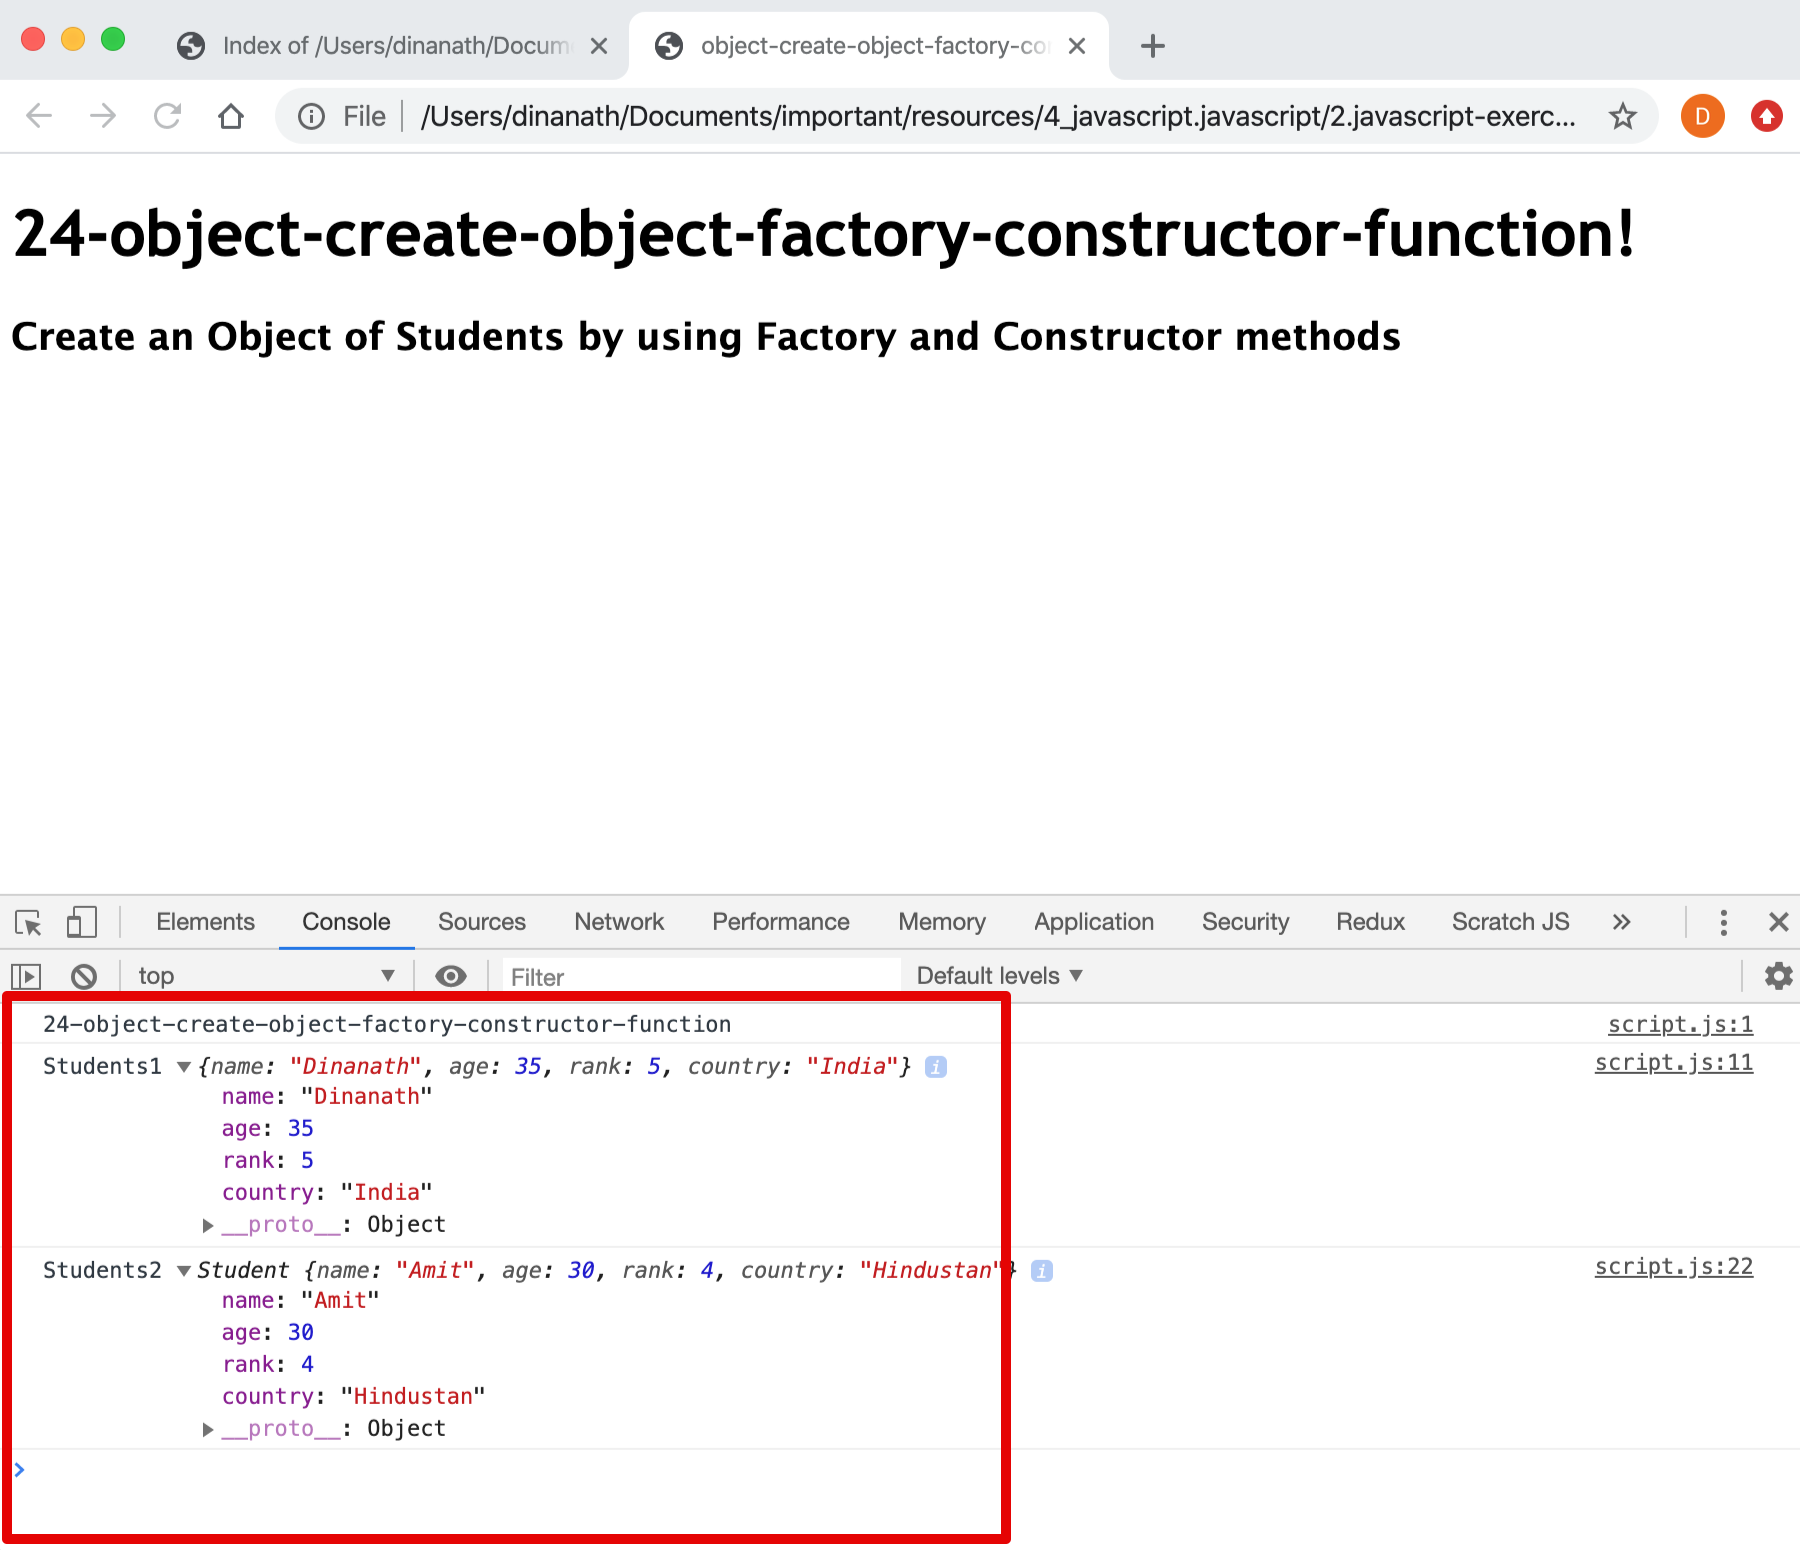 Index of /Users/dinanath/Docum
object-create-object-factory-co
File
/Users/dinanath/Documents/important/resources/4_javascript.javascript/2.javascript-exerc...
D
24-object-create-object-factory-constructor-function!
Create an Object of Students by using Factory and Constructor methods
Elements Console Sources Network Performance Memory Application Security Redux Scratch JS »
top Filter Default levels
24-object-create-object-factory-constructor-function script.js:1
Students1 {name: "Dinanath", age: 35, rank: 5, country: "India"} i script.js:11
name: "Dinanath"
age: 35
rank: 5
country: "India"
__proto__: Object
Students2 Student {name: "Amit", age: 30, rank: 4, country: "Hindustan"} i script.js:22
name: "Amit"
age: 30
rank: 4
country: "Hindustan"
__proto__: Object